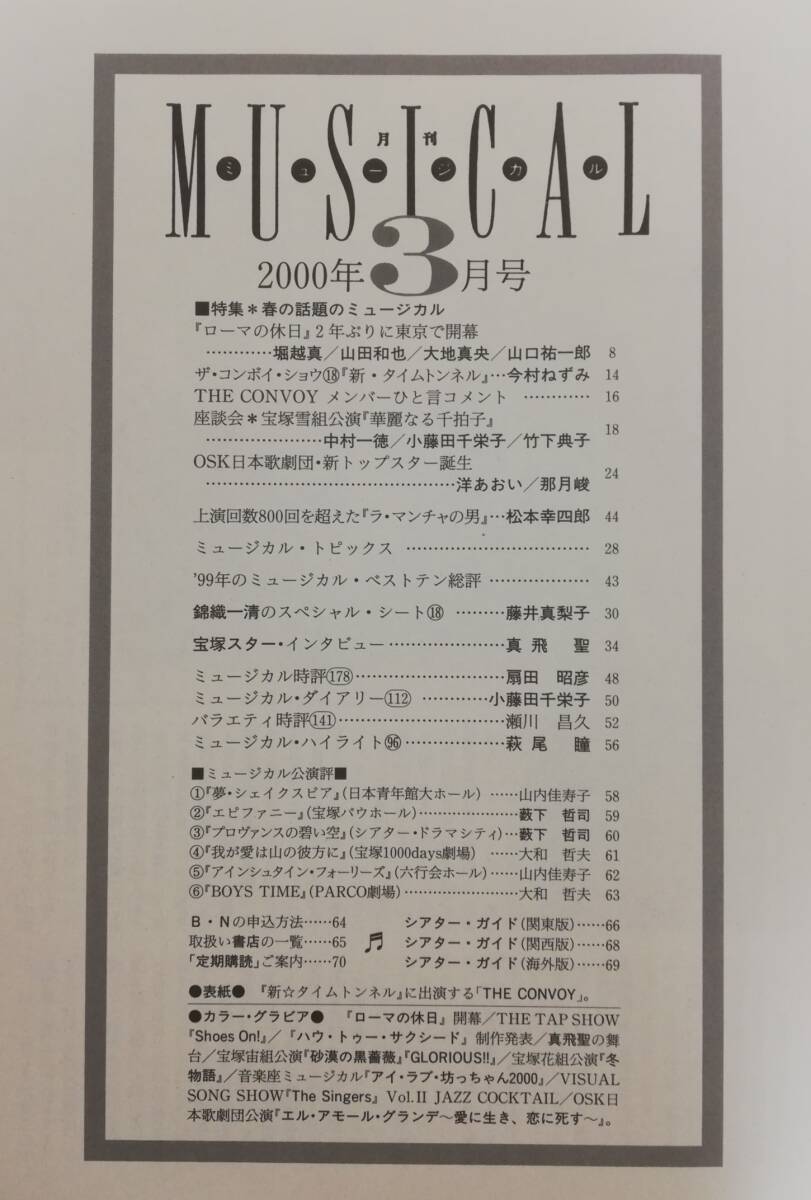 月刊
M・U・S・I・C・A・L
ミュージカル
2000年3月号
■特集＊春の話題のミュージカル
『ローマの休日』2年ぶりに東京で開幕
…………堀越真／山田和也／大地真央／山口祐一郎 8
ザ・コンボイ・ショウ⑱『新・タイムトンネル』…今村ねずみ 14
THE CONVOY メンバーひと言コメント ………… 16
座談会＊宝塚雪組公演『華麗なる千拍子』
…………………中村一徳／小藤田千栄子／竹下典子 18
OSK日本歌劇団・新トップスター誕生
……………………………………洋あおい／那月峻 24
上演回数800回を超えた『ラ・マンチャの男』…松本幸四郎 44
ミュージカル・トピックス …………………………… 28
'99年のミュージカル・ベストテン総評 …………… 43
錦織一清のスペシャル・シート⑱ ………藤井真梨子 30
宝塚スター・インタビュー …………………真飛 聖 34
ミュージカル時評(178)………………………扇田 昭彦 48
ミュージカル・ダイアリー(112) …………小藤田千栄子 50
バラエティ時評(141)…………………………瀬川 昌久 52
ミュージカル・ハイライト(96)………………萩尾 瞳 56
■ミュージカル公演評■
①『夢・シェイクスピア』(日本青年館大ホール) ……山内佳寿子 58
②『エピファニー』(宝塚バウホール)……………薮下 哲司 59
③『プロヴァンスの碧い空』(シアター・ドラマシティ)…薮下 哲司 60
④『我が愛は山の彼方に』(宝塚1000days劇場) ……大和 哲夫 61
⑤『アインシュタイン・フォーリーズ』(六行会ホール)……山内佳寿子 62
⑥『BOYS TIME』(PARCO劇場)………………大和 哲夫 63
B・Nの申込方法……64 シアター・ガイド(関東版)……66
取扱い書店の一覧……65 シアター・ガイド(関西版)……68
「定期購読」ご案内……70 シアター・ガイド(海外版)……69
●表紙● 『新☆タイムトンネル』に出演する「THE CONVOY」。
●カラー・グラビア● 『ローマの休日』開幕／THE TAP SHOW
『Shoes On!』／『ハウ・トゥー・サクシード』制作発表／真飛聖の舞
台／宝塚宙組公演『砂漠の黒薔薇』『GLORIOUS!!』／宝塚花組公演『冬
物語』／音楽座ミュージカル『アイ・ラブ・坊っちゃん2000』／VISUAL
SONG SHOW『The Singers』Vol.II JAZZ COCKTAIL／OSK日
本歌劇団公演『エル・アモール・グランデ～愛に生き、恋に死す～』。